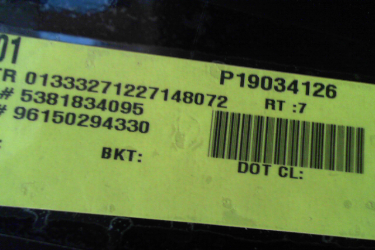 01
P19034126
TR 01333271227148072 RT :7
# 5381834095
# 96150294330
:
BKT:
DOT CL: